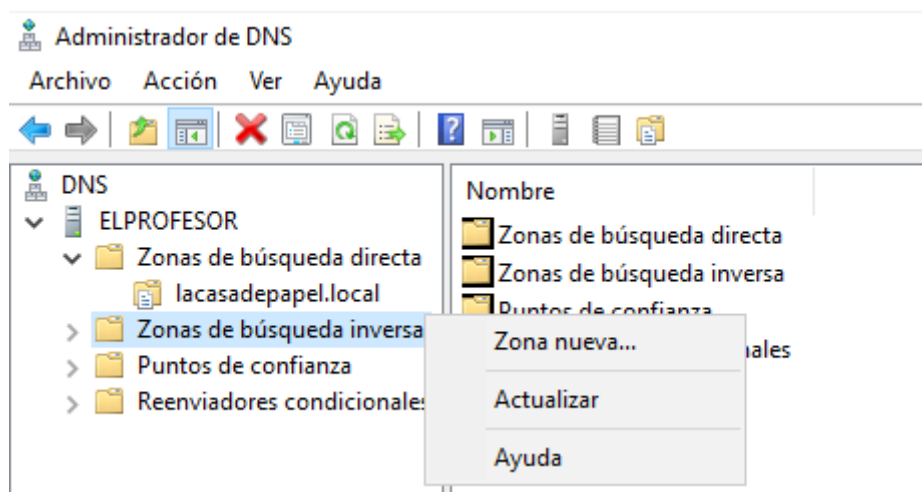 Administrador de DNS
Archivo Acción Ver Ayuda
DNS
ELPROFESOR
Zonas de búsqueda directa
lacasadepapel.local
Zonas de búsqueda inversa
Puntos de confianza
Reenviadores condicionales
Nombre
Zonas de búsqueda directa
Zonas de búsqueda inversa
Puntos de confianza
nales
Zona nueva...
Actualizar
Ayuda